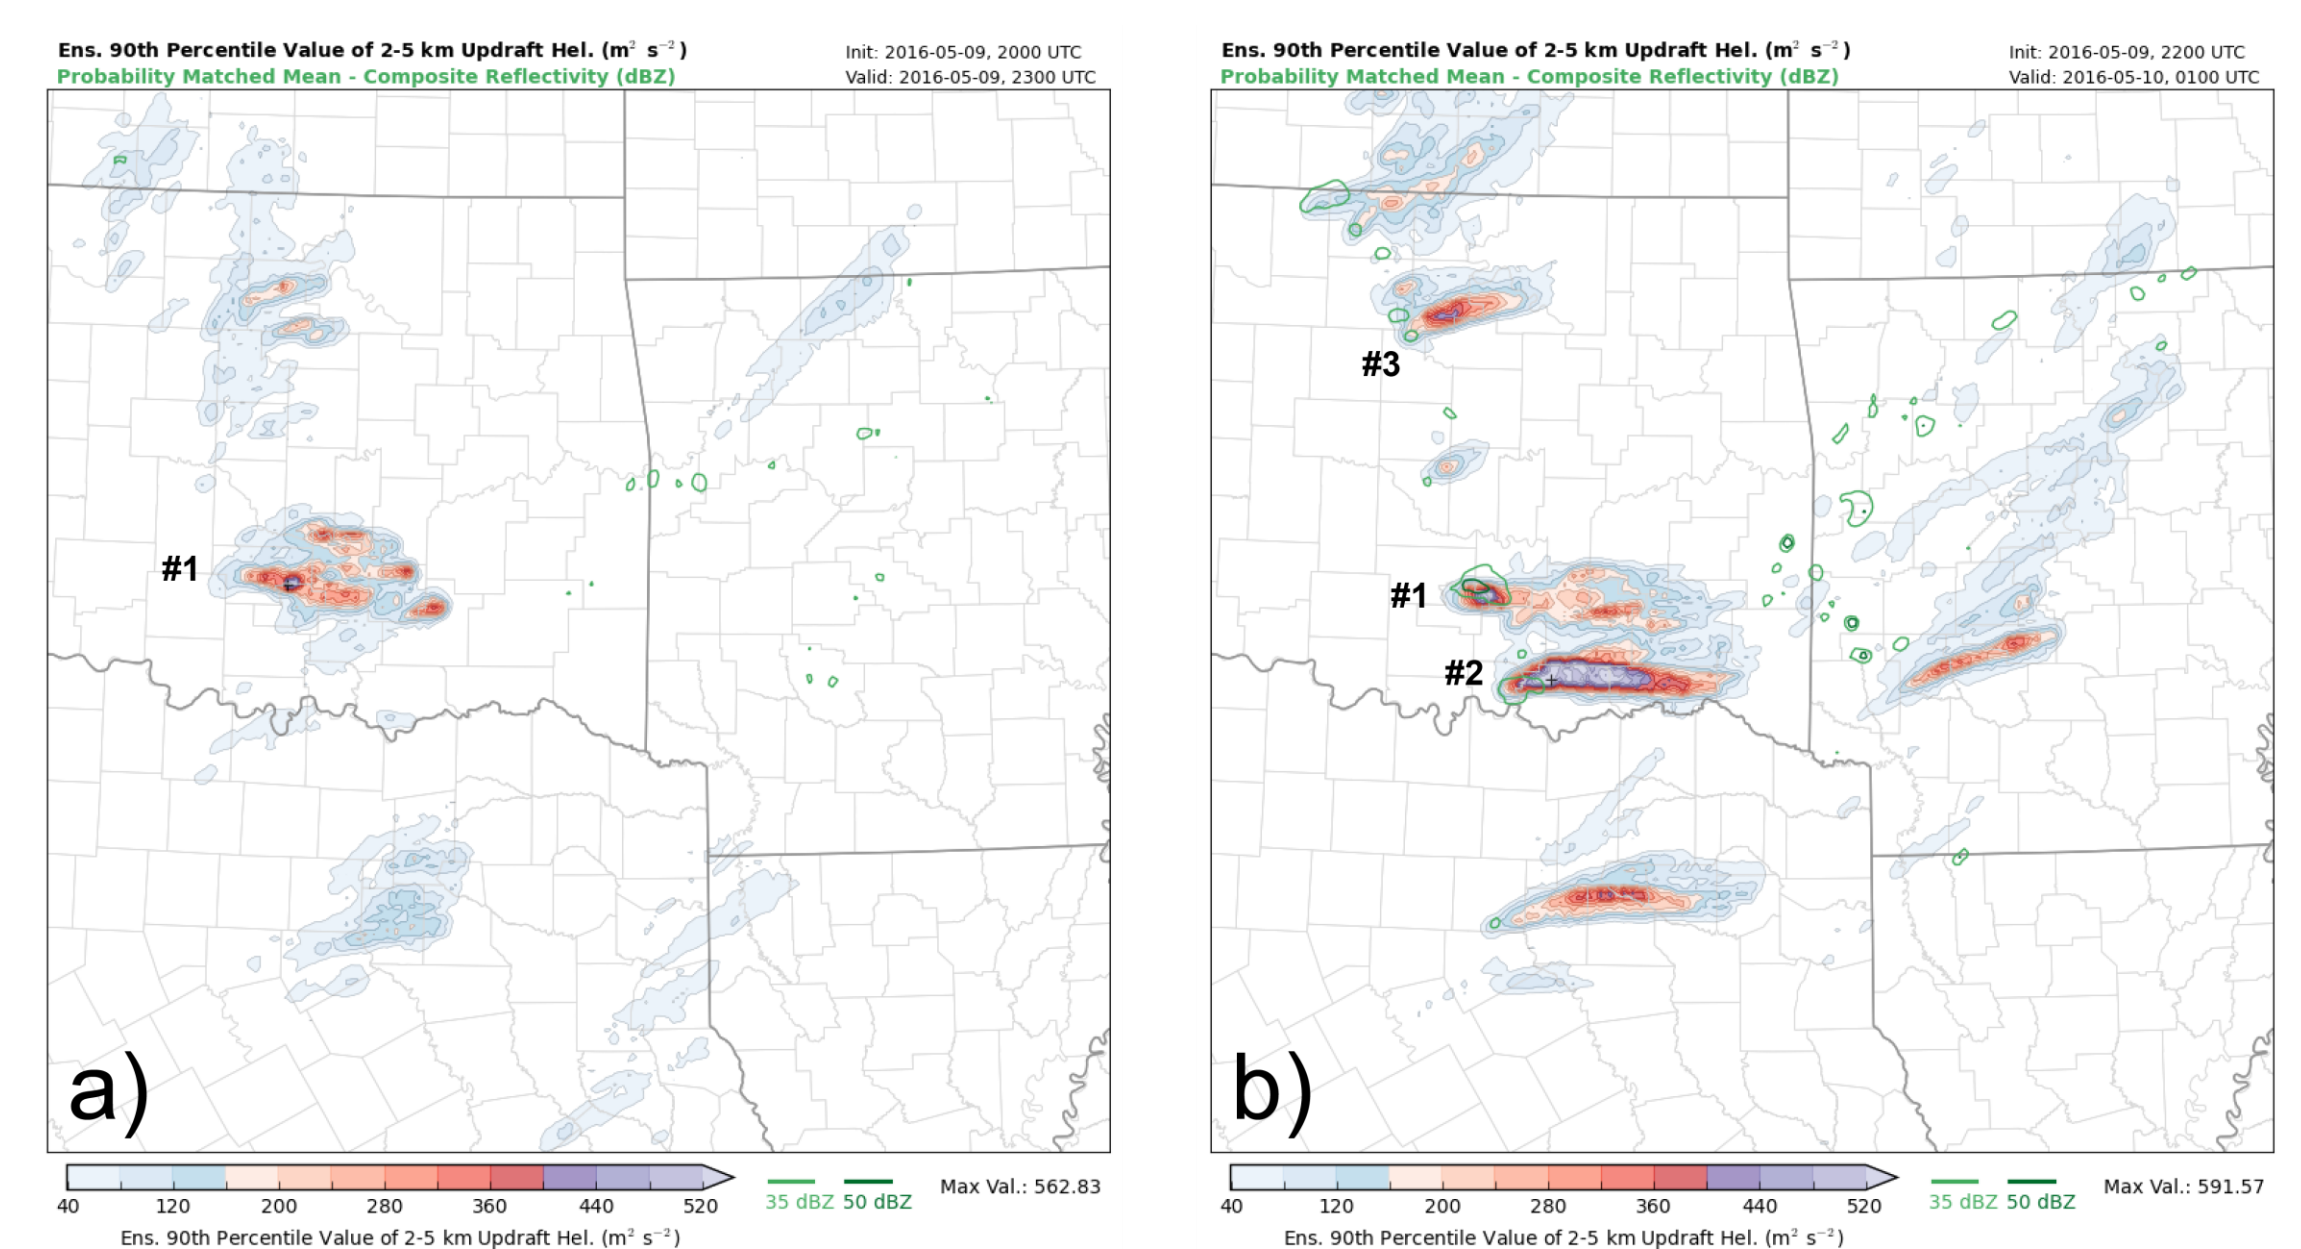 Ens. 90th Percentile Value of 2-5 km Updraft Hel. (m² s⁻²)
Init: 2016-05-09, 2000 UTC
Probability Matched Mean - Composite Reflectivity (dBZ)
Valid: 2016-05-09, 2300 UTC
#1
a)
40 120 200 280 360 440 520
35 dBZ 50 dBZ
Max Val.: 562.83
Ens. 90th Percentile Value of 2-5 km Updraft Hel. (m² s⁻²)
Ens. 90th Percentile Value of 2-5 km Updraft Hel. (m² s⁻²)
Init: 2016-05-09, 2200 UTC
Probability Matched Mean - Composite Reflectivity (dBZ)
Valid: 2016-05-10, 0100 UTC
#3
#1
#2
b)
40 120 200 280 360 440 520
35 dBZ 50 dBZ
Max Val.: 591.57
Ens. 90th Percentile Value of 2-5 km Updraft Hel. (m² s⁻²)